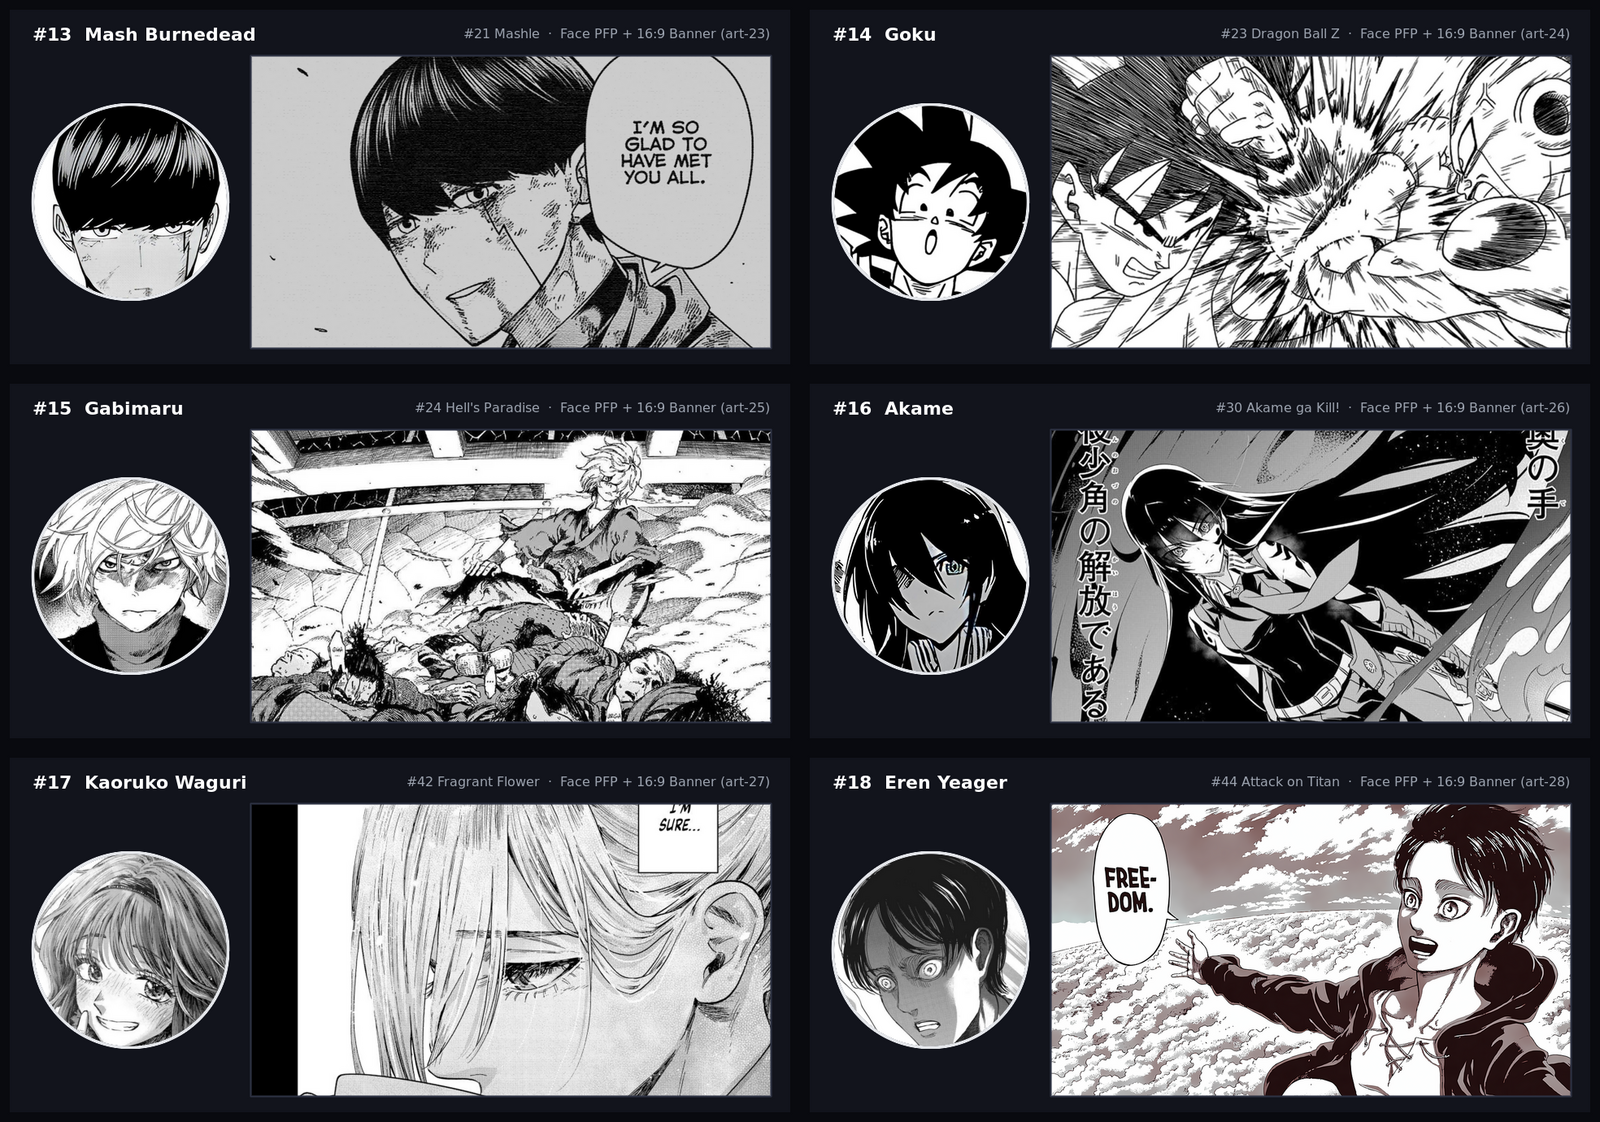 #13 Mash Burnedead
#21 Mashle · Face PFP + 16:9 Banner (art-23)
I'M SO
GLAD TO
HAVE MET
YOU ALL.
#14 Goku
#23 Dragon Ball Z · Face PFP + 16:9 Banner (art-24)
#15 Gabimaru
#24 Hell's Paradise · Face PFP + 16:9 Banner (art-25)
#16 Akame
#30 Akame ga Kill! · Face PFP + 16:9 Banner (art-26)
奥の手
少角の解放である
#17 Kaoruko Waguri
#42 Fragrant Flower · Face PFP + 16:9 Banner (art-27)
I'M
SURE...
#18 Eren Yeager
#44 Attack on Titan · Face PFP + 16:9 Banner (art-28)
FREE-
DOM.